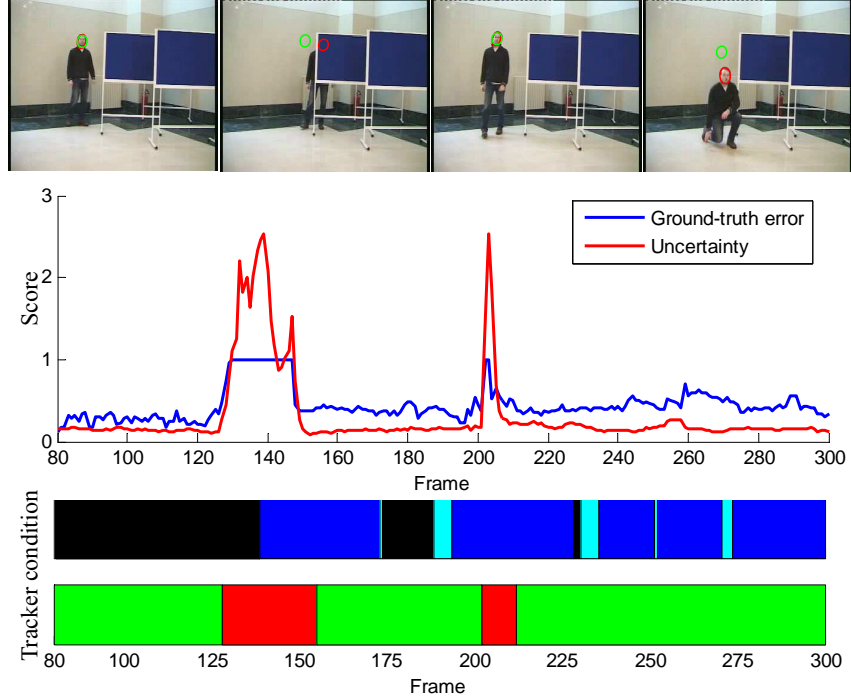 3
2
1
0
Score
Ground-truth error
Uncertainty
80 100 120 140 160 180 200 220 240 260 280 300
Frame
Tracker condition
80 100 125 150 175 200 225 250 275 300
Frame